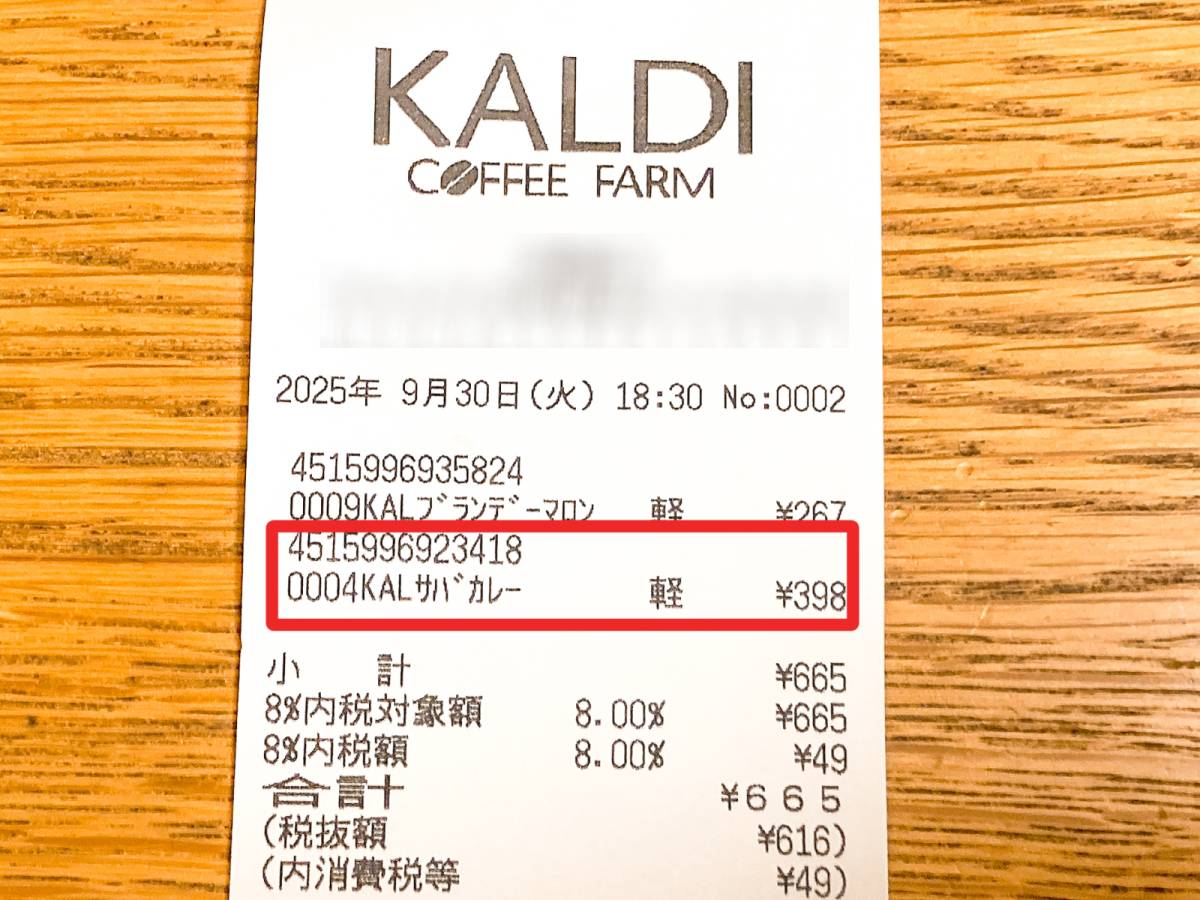 KALDI
COFFEE FARM
2025年 9月30日(火) 18:30 No:0002
4515996935824
0009KALブランデーマロン 軽 ¥267
4515996923418
0004KALサバカレー 軽 ¥398
小 計 ¥665
8%内税対象額 8.00% ¥665
8%内税額 8.00% ¥49
合計 ¥665
(税抜額 ¥616)
(内消費税等 ¥49)